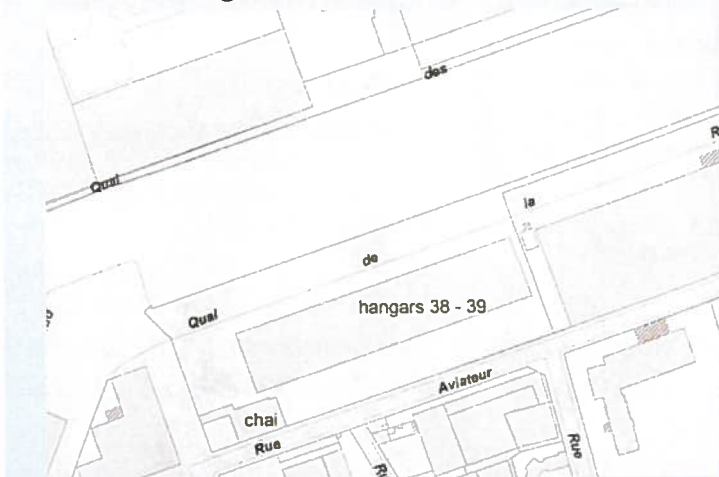 des
Quai
R
la
de
Quai
hangars 38 - 39
Aviateur
chai
Rue
Rue